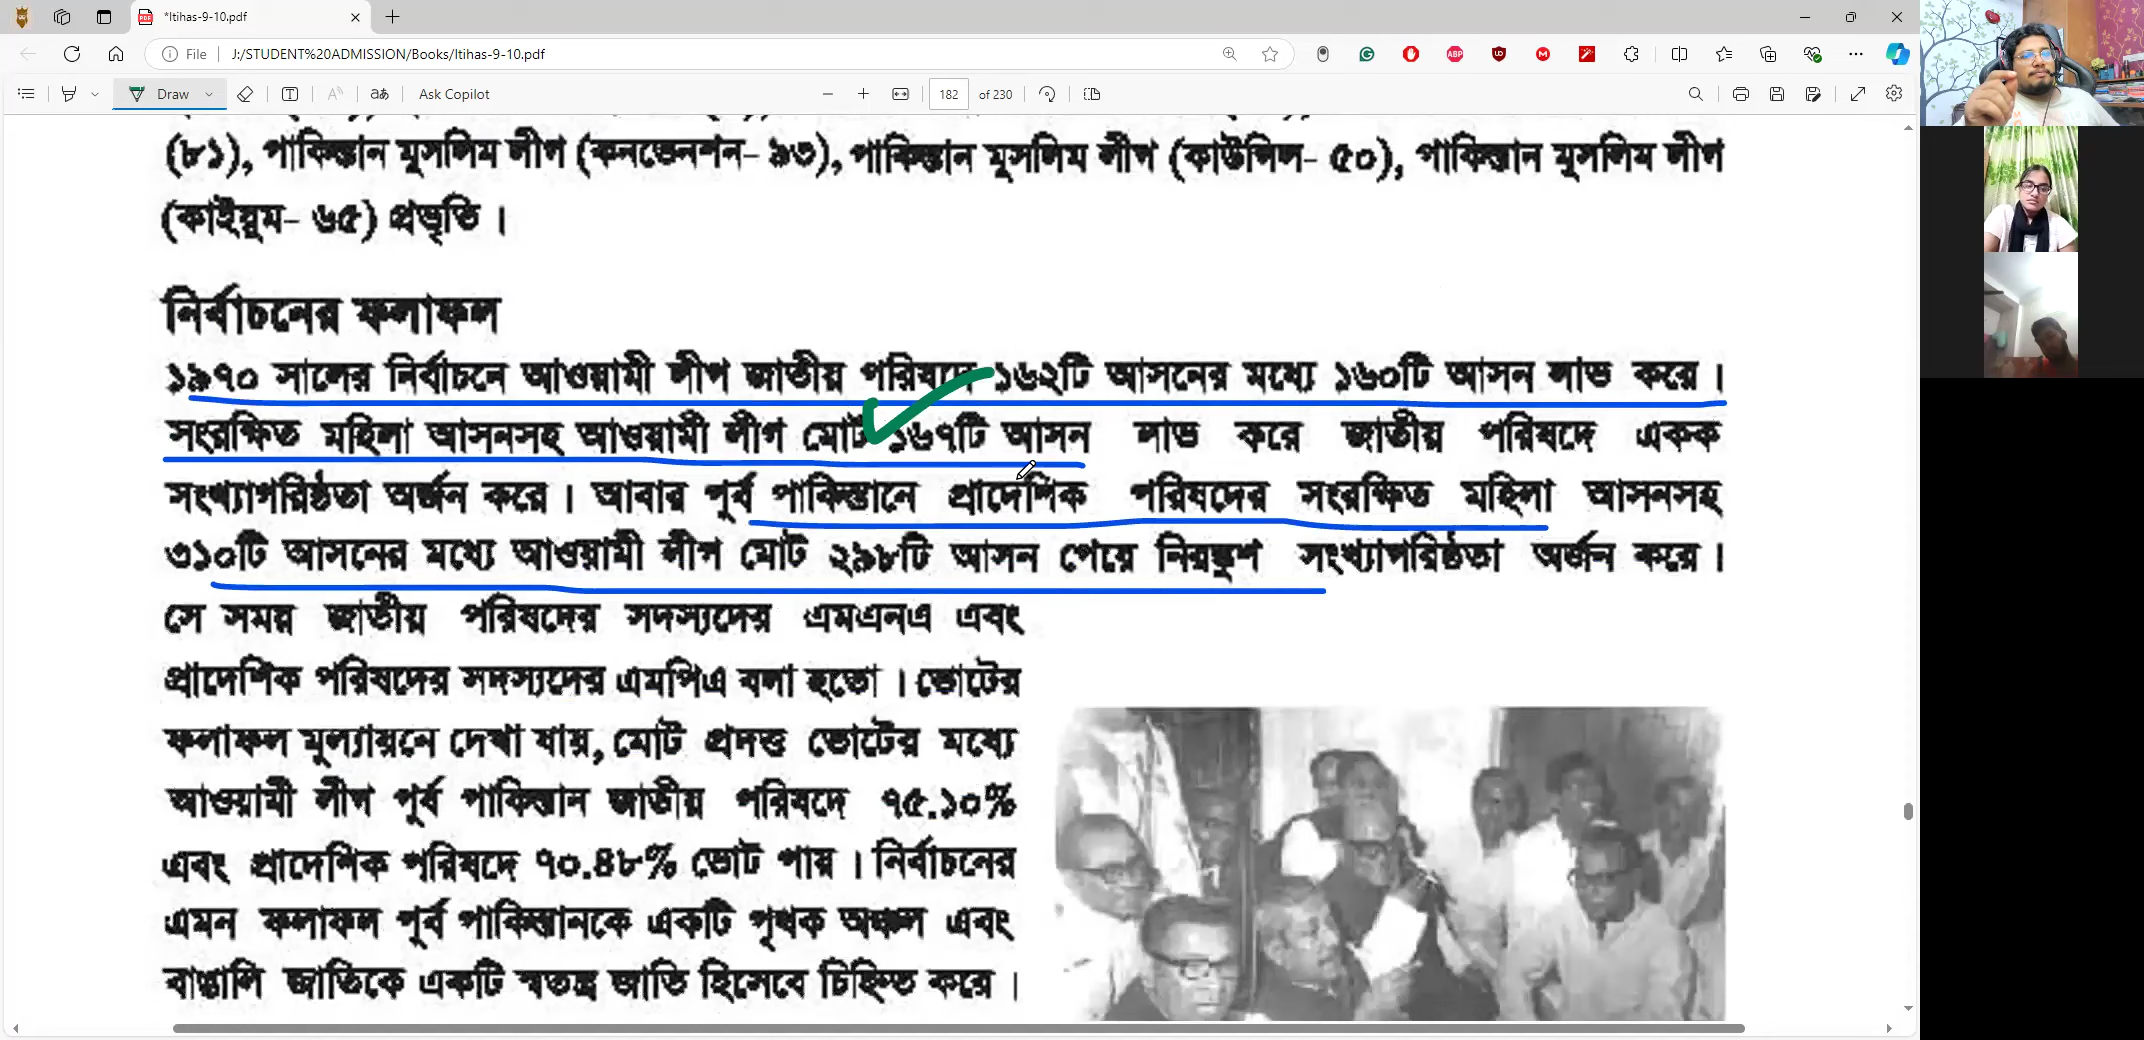 *Itihas-9-10.pdf
File
J:/STUDENT%20ADMISSION/Books/Itihas-9-10.pdf
Draw
Ask Copilot
182 of 230
(৮১), পাকিস্তান মুসলিম লীগ (কনভেনশন- ৯৩), পাকিস্তান মুসলিম লীগ (কাউন্সিল- ৫০), পাকিস্তান মুসলিম লীগ
(কাইয়ুম- ৬৫) প্রভৃতি ।
নির্বাচনের ফলাফল
১৯৭০ সালের নির্বাচনে আওয়ামী লীগ জাতীয় পরিষদে ১৬২টি আসনের মধ্যে ১৬০টি আসন লাভ করে ।
সংরক্ষিত মহিলা আসনসহ আওয়ামী লীগ মোট ১৬৭টি আসন লাভ করে জাতীয় পরিষদে একক
সংখ্যাগরিষ্ঠতা অর্জন করে । আবার পূর্ব পাকিস্তানে প্রাদেশিক পরিষদের সংরক্ষিত মহিলা আসনসহ
৩১০টি আসনের মধ্যে আওয়ামী লীগ মোট ২৯৮টি আসন পেয়ে নিরঙ্কুশ সংখ্যাগরিষ্ঠতা অর্জন করে ।
সে সময় জাতীয় পরিষদের সদস্যদের এমএনএ এবং
প্রাদেশিক পরিষদের সদস্যদের এমপিএ বলা হতো । ভোটের
ফলাফল মূল্যায়নে দেখা যায়, মোট প্রদত্ত ভোটের মধ্যে
আওয়ামী লীগ পূর্ব পাকিস্তান জাতীয় পরিষদে ৭৫.১০%
এবং প্রাদেশিক পরিষদে ৭০.৪৮% ভোট পায় । নির্বাচনের
এমন ফলাফল পূর্ব পাকিস্তানকে একটি পৃথক অঞ্চল এবং
বাঙালি জাতিকে একটি স্বতন্ত্র জাতি হিসেবে চিহ্নিত করে ।